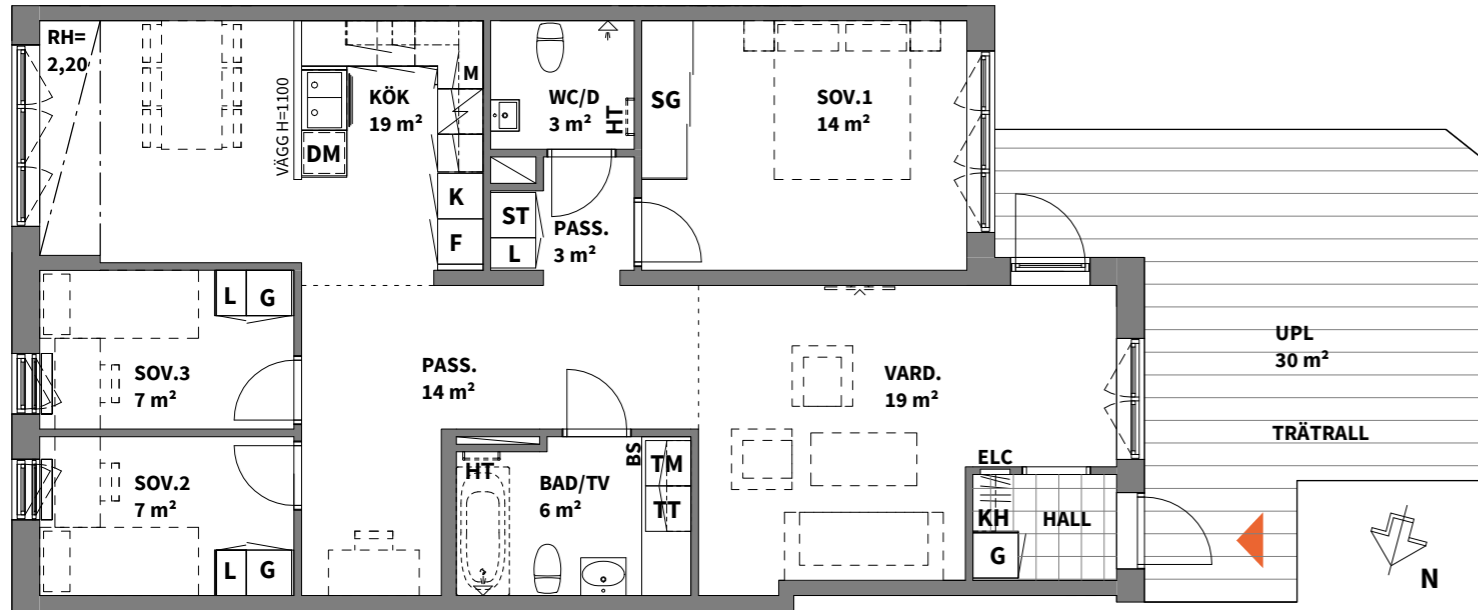 RH=
2,20
VÄGG H=1100
KÖK
19 m²
M
DM
K
F
WC/D
3 m²
HT
SG
SOV.1
14 m²
ST
L
PASS.
3 m²
L G
SOV.3
7 m²
PASS.
14 m²
VARD.
19 m²
UPL
30 m²
TRÄTRALL
SOV.2
7 m²
L G
HT
BAD/TV
6 m²
BS
TM
TT
ELC
KH
HALL
G
N